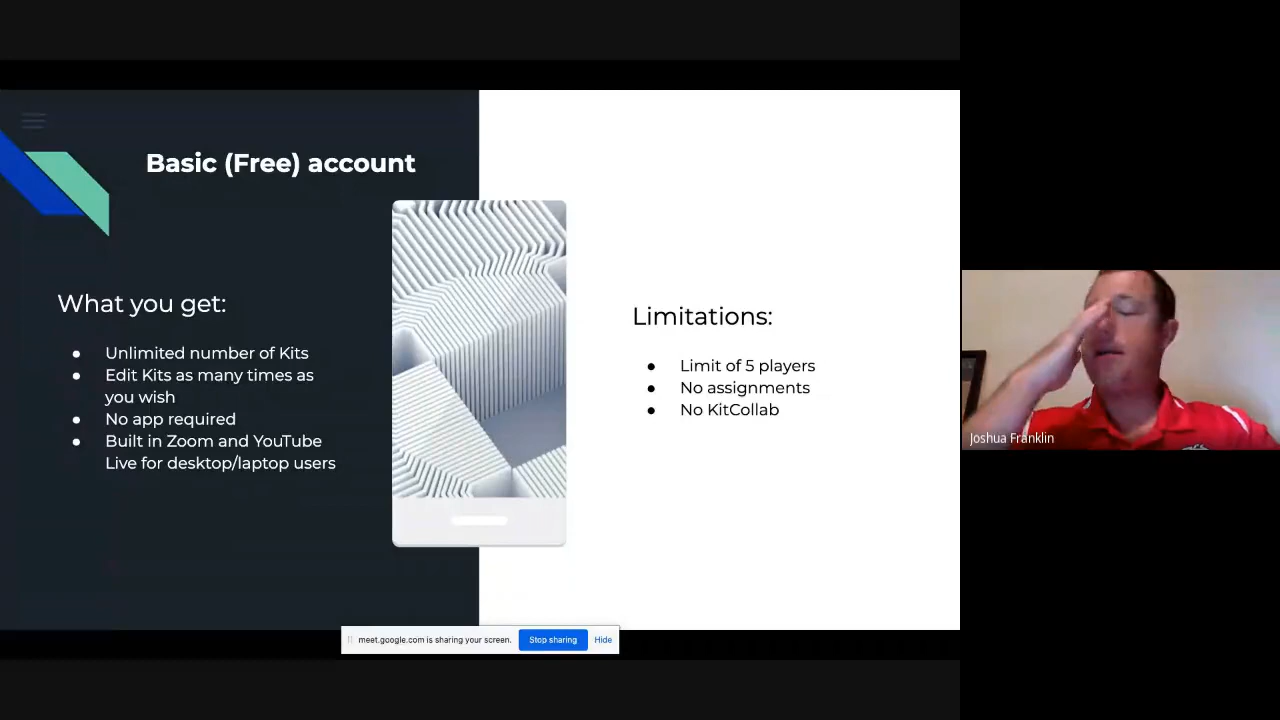 Basic (Free) account
What you get:
● Unlimited number of Kits
● Edit Kits as many times as
you wish
● No app required
● Built in Zoom and YouTube
Live for desktop/laptop users
Limitations:
● Limit of 5 players
● No assignments
● No KitCollab
Joshua Franklin
meet.google.com is sharing your screen. Stop sharing Hide